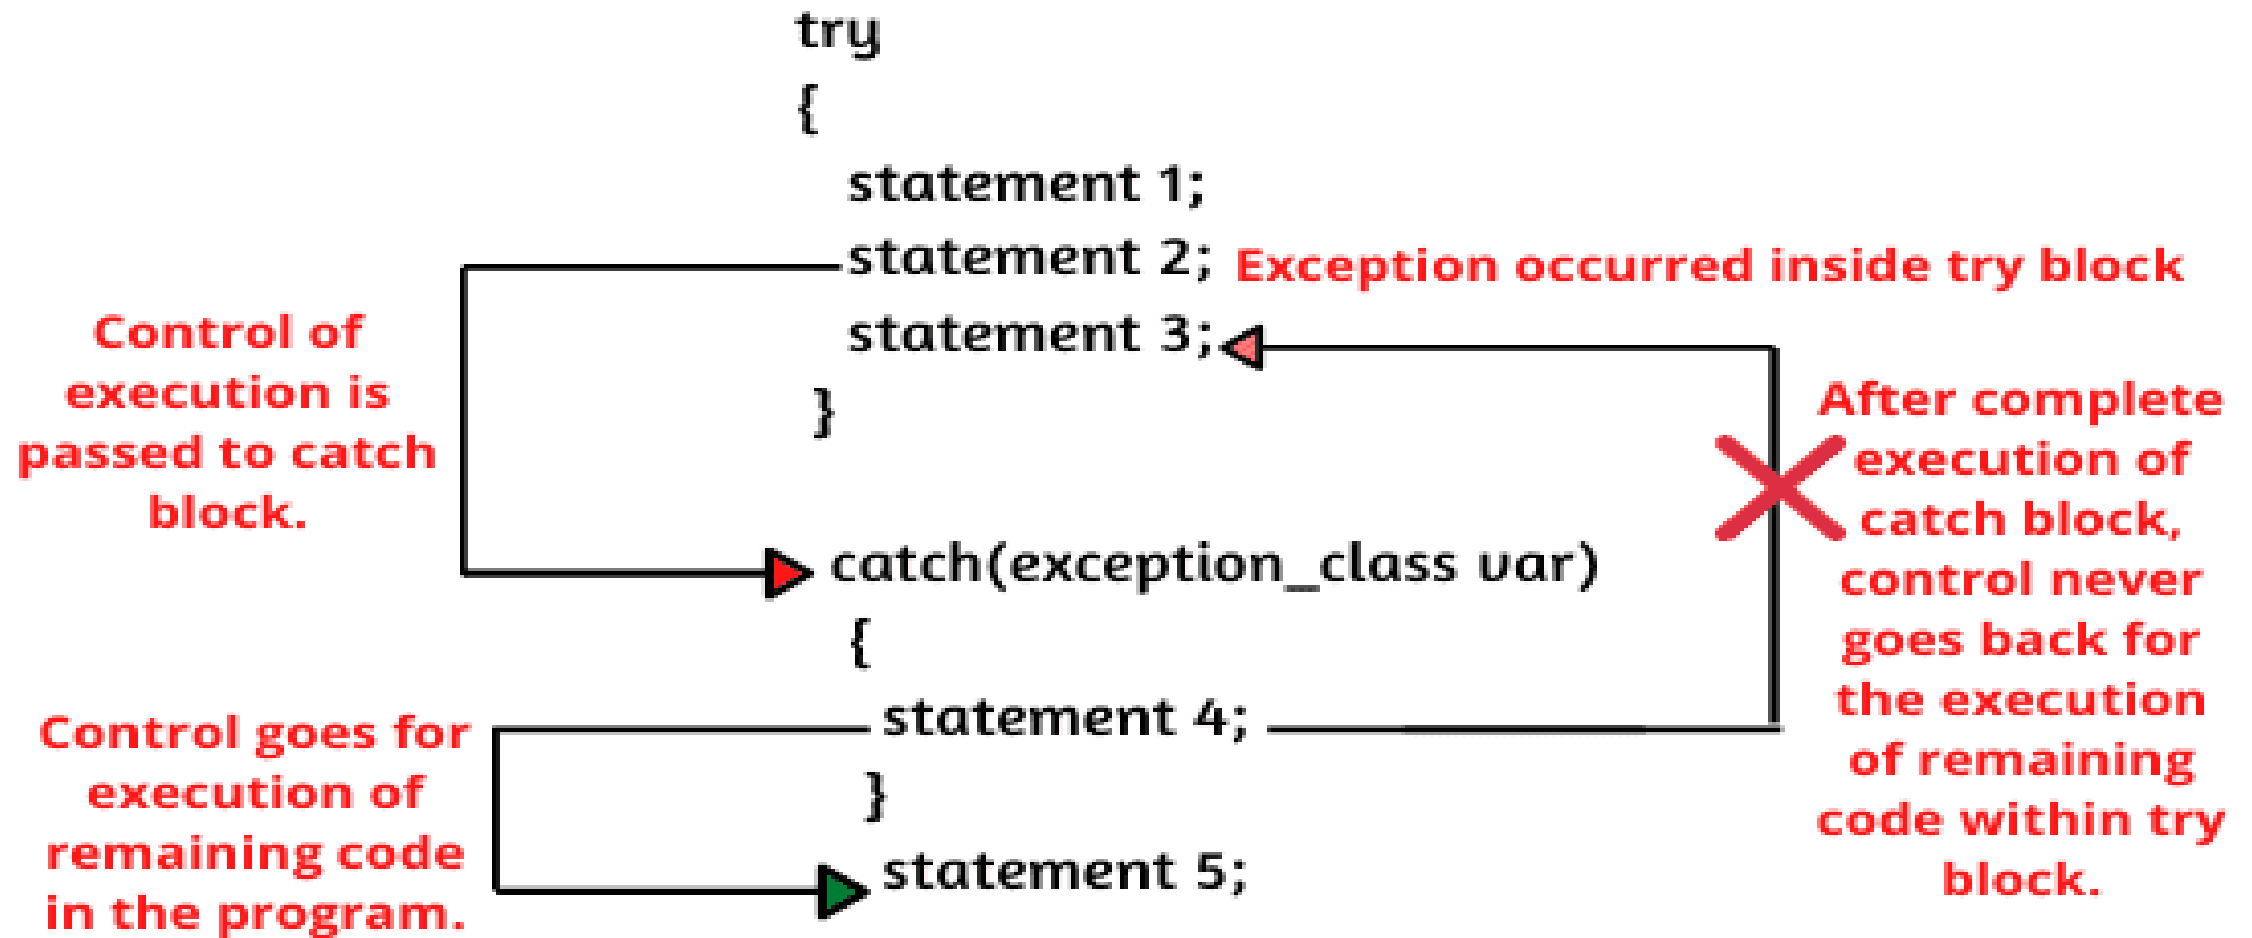 try
{
statement 1;
statement 2; Exception occurred inside try block
statement 3;
}
Control of
execution is
passed to catch
block.
After complete
execution of
catch block,
control never
goes back for
the execution
of remaining
code within try
block.
catch(exception_class var)
{
statement 4;
}
statement 5;
Control goes for
execution of
remaining code
in the program.